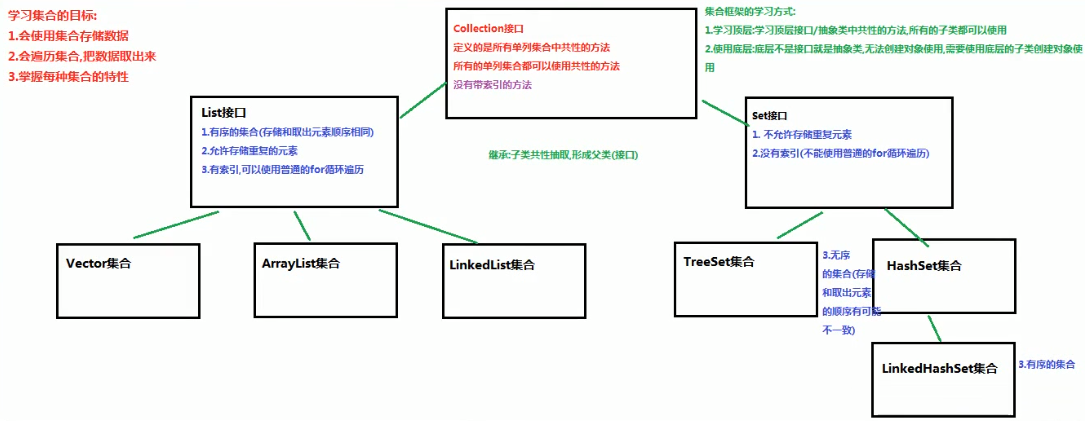 学习集合的目标:
1.会使用集合存储数据
2.会遍历集合,把数据取出来
3.掌握每种集合的特性
Collection接口
定义的是所有单列集合中共性的方法
所有的单列集合都可以使用共性的方法
没有带索引的方法
集合框架的学习方式:
1.学习顶层:学习顶层接口/抽象类中共性的方法,所有的子类都可以使用
2.使用底层:底层不是接口就是抽象类,无法创建对象使用,需要使用底层的子类创建对象使
用
List接口
1.有序的集合(存储和取出元素顺序相同)
2.允许存储重复的元素
3.有索引,可以使用普通的for循环遍历
继承:子类共性抽取,形成父类(接口)
Set接口
1. 不允许存储重复元素
2.没有索引(不能使用普通的for循环遍历)
Vector集合
ArrayList集合
LinkedList集合
TreeSet集合
3.无序
的集合(存储
和取出元素
的顺序有可能
不一致)
HashSet集合
LinkedHashSet集合
3.有序的集合